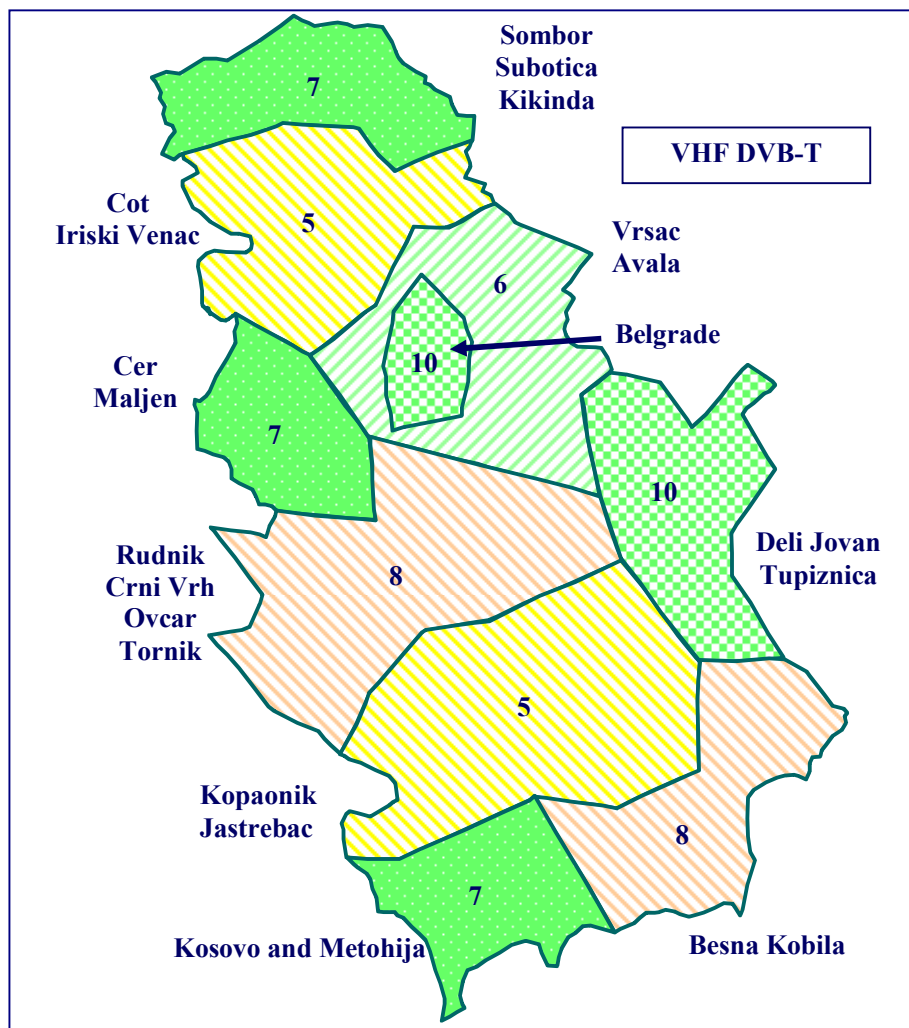 Sombor
Subotica
Kikinda
7
VHF DVB-T
Cot
Iriski Venac
5
Vrsac
Avala
6
Belgrade
10
Cer
Maljen
7
10
Deli Jovan
Tupiznica
Rudnik
Crni Vrh
Ovcar
Tornik
8
5
Kopaonik
Jastrebac
8
7
Kosovo and Metohija
Besna Kobila